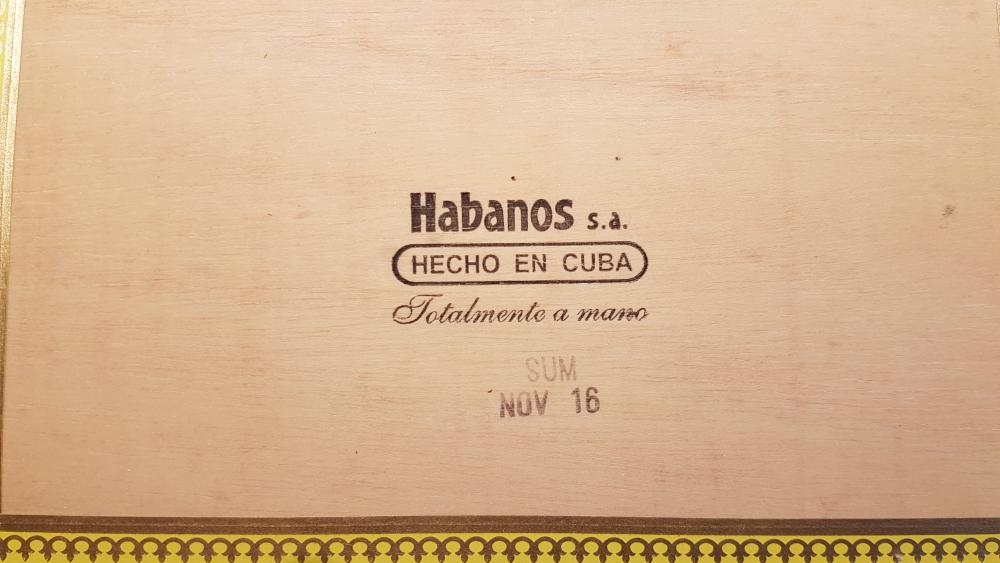 Habanos s.a.
HECHO EN CUBA
Totalmente a mano
SUM
NOV 16